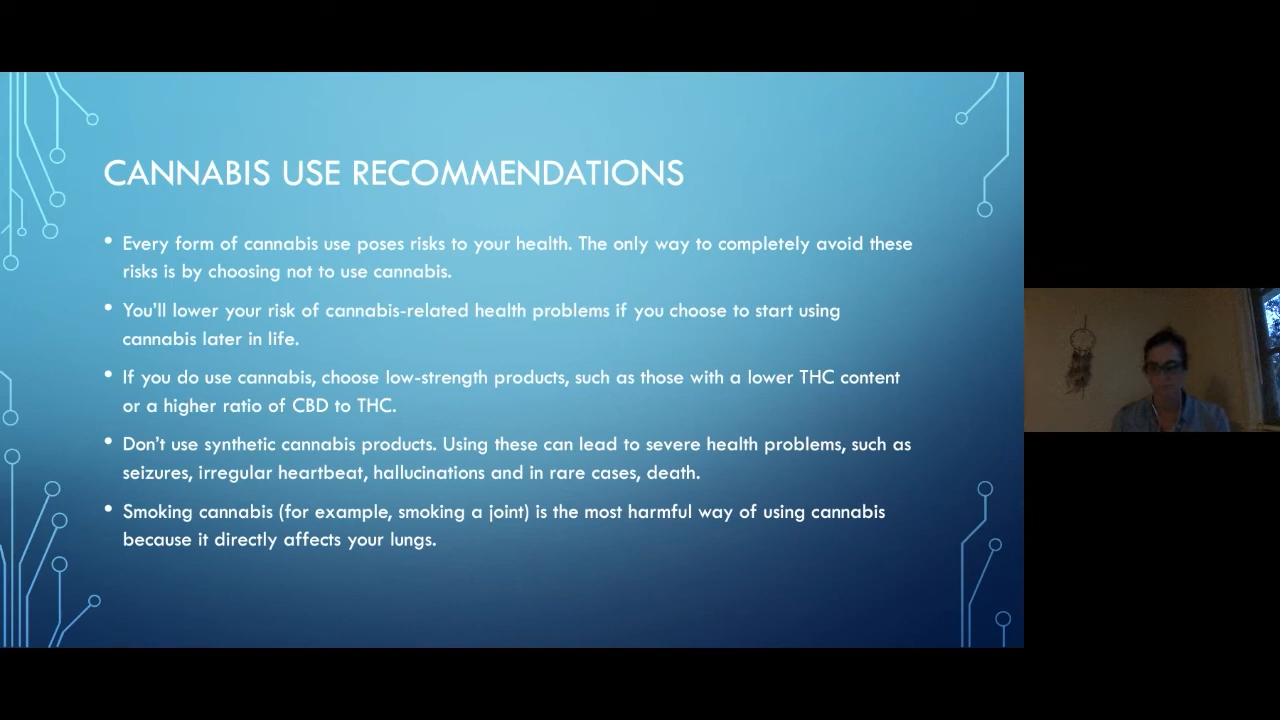 CANNABIS USE RECOMMENDATIONS
• Every form of cannabis use poses risks to your health. The only way to completely avoid these
risks is by choosing not to use cannabis.
• You'll lower your risk of cannabis-related health problems if you choose to start using
cannabis later in life.
• If you do use cannabis, choose low-strength products, such as those with a lower THC content
or a higher ratio of CBD to THC.
• Don't use synthetic cannabis products. Using these can lead to severe health problems, such as
seizures, irregular heartbeat, hallucinations and in rare cases, death.
• Smoking cannabis (for example, smoking a joint) is the most harmful way of using cannabis
because it directly affects your lungs.